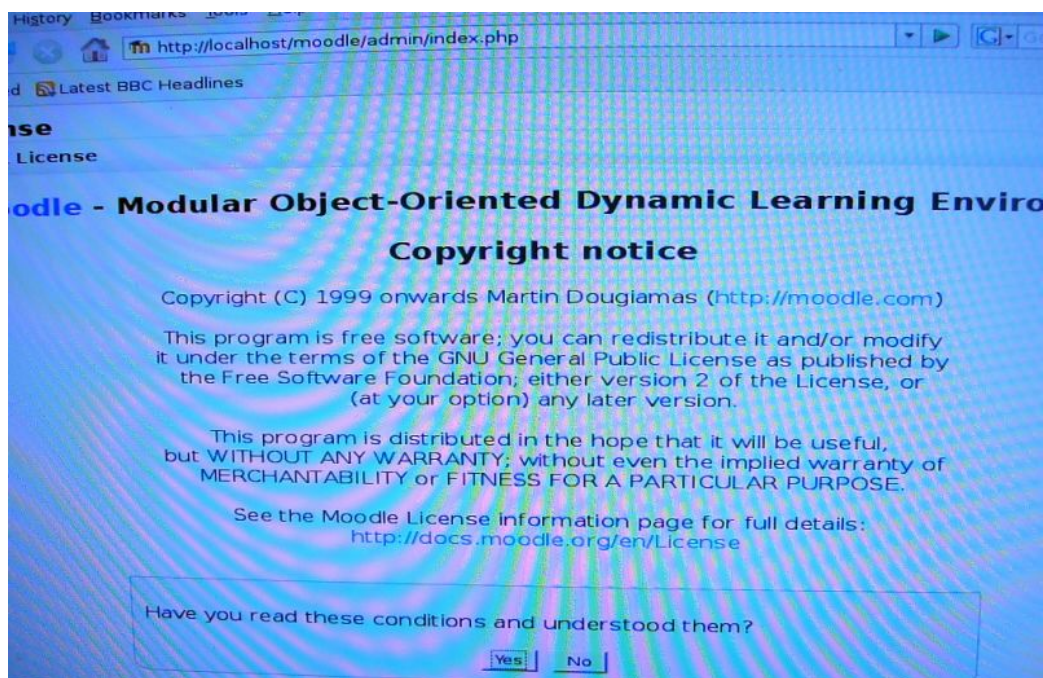 History Bookmarks
http://localhost/moodle/admin/index.php
Latest BBC Headlines
License
odle - Modular Object-Oriented Dynamic Learning Enviro
Copyright notice
Copyright (C) 1999 onwards Martin Dougiamas (http://moodle.com)
This program is free software; you can redistribute it and/or modify
it under the terms of the GNU General Public License as published by
the Free Software Foundation; either version 2 of the License, or
(at your option) any later version.
This program is distributed in the hope that it will be useful,
but WITHOUT ANY WARRANTY; without even the implied warranty of
MERCHANTABILITY or FITNESS FOR A PARTICULAR PURPOSE.
See the Moodle License information page for full details:
http://docs.moodle.org/en/License
Have you read these conditions and understood them?
Yes No